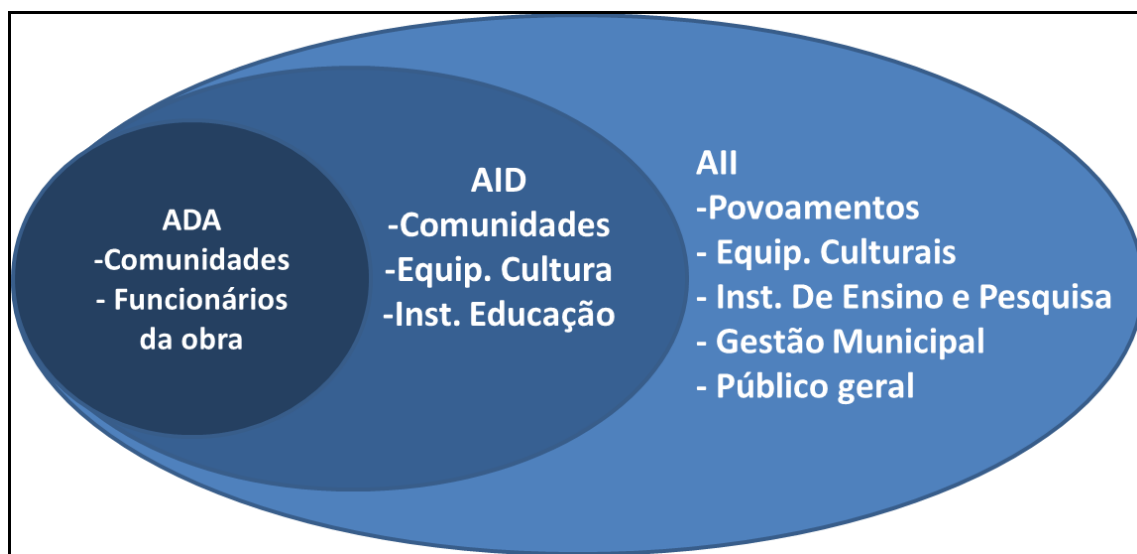 ADA
-Comunidades
- Funcionários
da obra
AID
-Comunidades
-Equip. Cultura
-Inst. Educação
AII
-Povoamentos
- Equip. Culturais
- Inst. De Ensino e Pesquisa
- Gestão Municipal
- Público geral